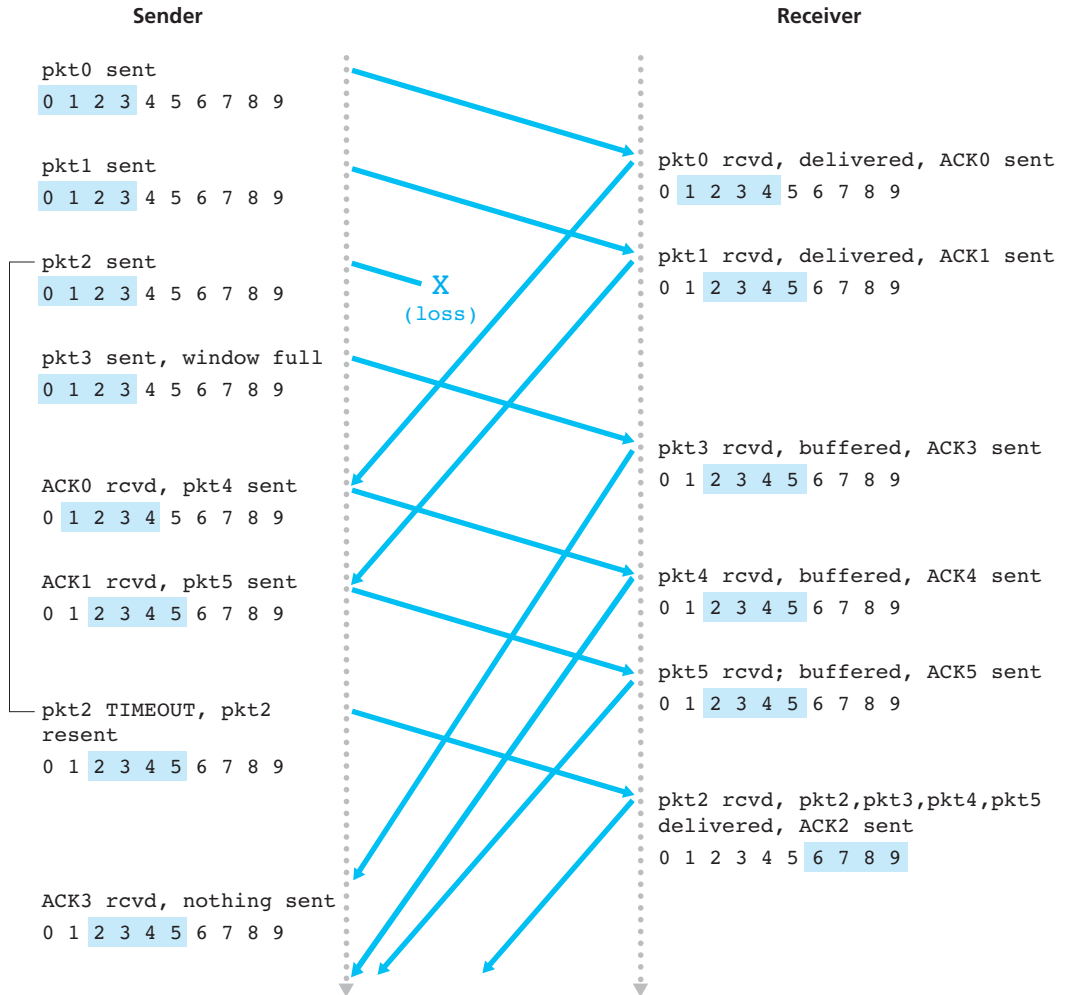 Sender
Receiver
pkt0 sent
0 1 2 3 4 5 6 7 8 9
pkt1 sent
0 1 2 3 4 5 6 7 8 9
pkt2 sent
0 1 2 3 4 5 6 7 8 9
X
(loss)
pkt3 sent, window full
0 1 2 3 4 5 6 7 8 9
ACK0 rcvd, pkt4 sent
0 1 2 3 4 5 6 7 8 9
ACK1 rcvd, pkt5 sent
0 1 2 3 4 5 6 7 8 9
pkt2 TIMEOUT, pkt2
resent
0 1 2 3 4 5 6 7 8 9
ACK3 rcvd, nothing sent
0 1 2 3 4 5 6 7 8 9
pkt0 rcvd, delivered, ACK0 sent
0 1 2 3 4 5 6 7 8 9
pkt1 rcvd, delivered, ACK1 sent
0 1 2 3 4 5 6 7 8 9
pkt3 rcvd, buffered, ACK3 sent
0 1 2 3 4 5 6 7 8 9
pkt4 rcvd, buffered, ACK4 sent
0 1 2 3 4 5 6 7 8 9
pkt5 rcvd; buffered, ACK5 sent
0 1 2 3 4 5 6 7 8 9
pkt2 rcvd, pkt2,pkt3,pkt4,pkt5
delivered, ACK2 sent
0 1 2 3 4 5 6 7 8 9